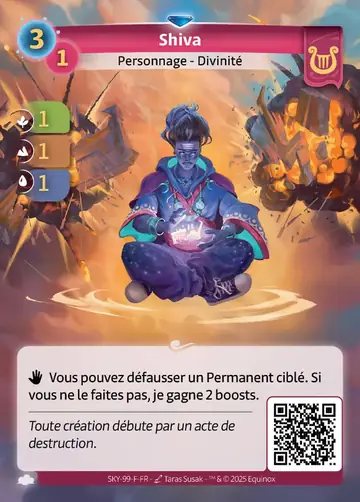 3
1
Shiva
Personnage - Divinité
1
1
1
Vous pouvez défausser un Permanent ciblé. Si
vous ne le faites pas, je gagne 2 boosts.
Toute création débute par un acte de
destruction.
SKY-99-F-FR - Taras Susak - ™ & © 2025 Equinox